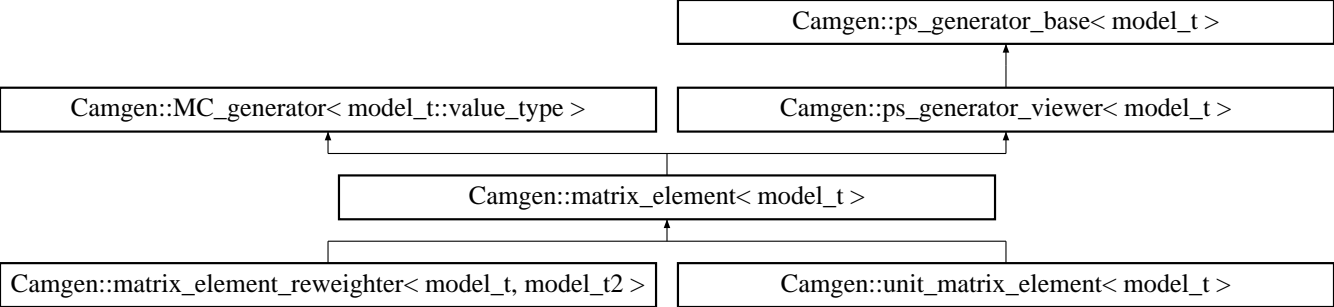 Camgen::ps_generator_base< model_t >
Camgen::MC_generator< model_t::value_type >
Camgen::ps_generator_viewer< model_t >
Camgen::matrix_element< model_t >
Camgen::matrix_element_reweighter< model_t, model_t2 >
Camgen::unit_matrix_element< model_t >